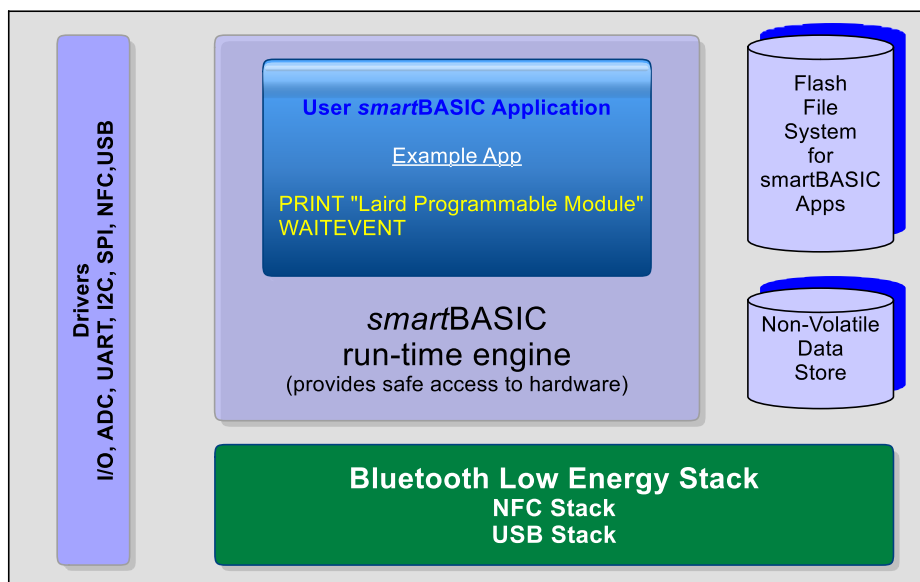 Drivers
I/O, ADC, UART, I2C, SPI, NFC,USB
User smartBASIC Application
Example App
PRINT "Laird Programmable Module"
WAITEVENT
smartBASIC
run-time engine
(provides safe access to hardware)
Flash
File
System
for
smartBASIC
Apps
Non-Volatile
Data
Store
Bluetooth Low Energy Stack
NFC Stack
USB Stack